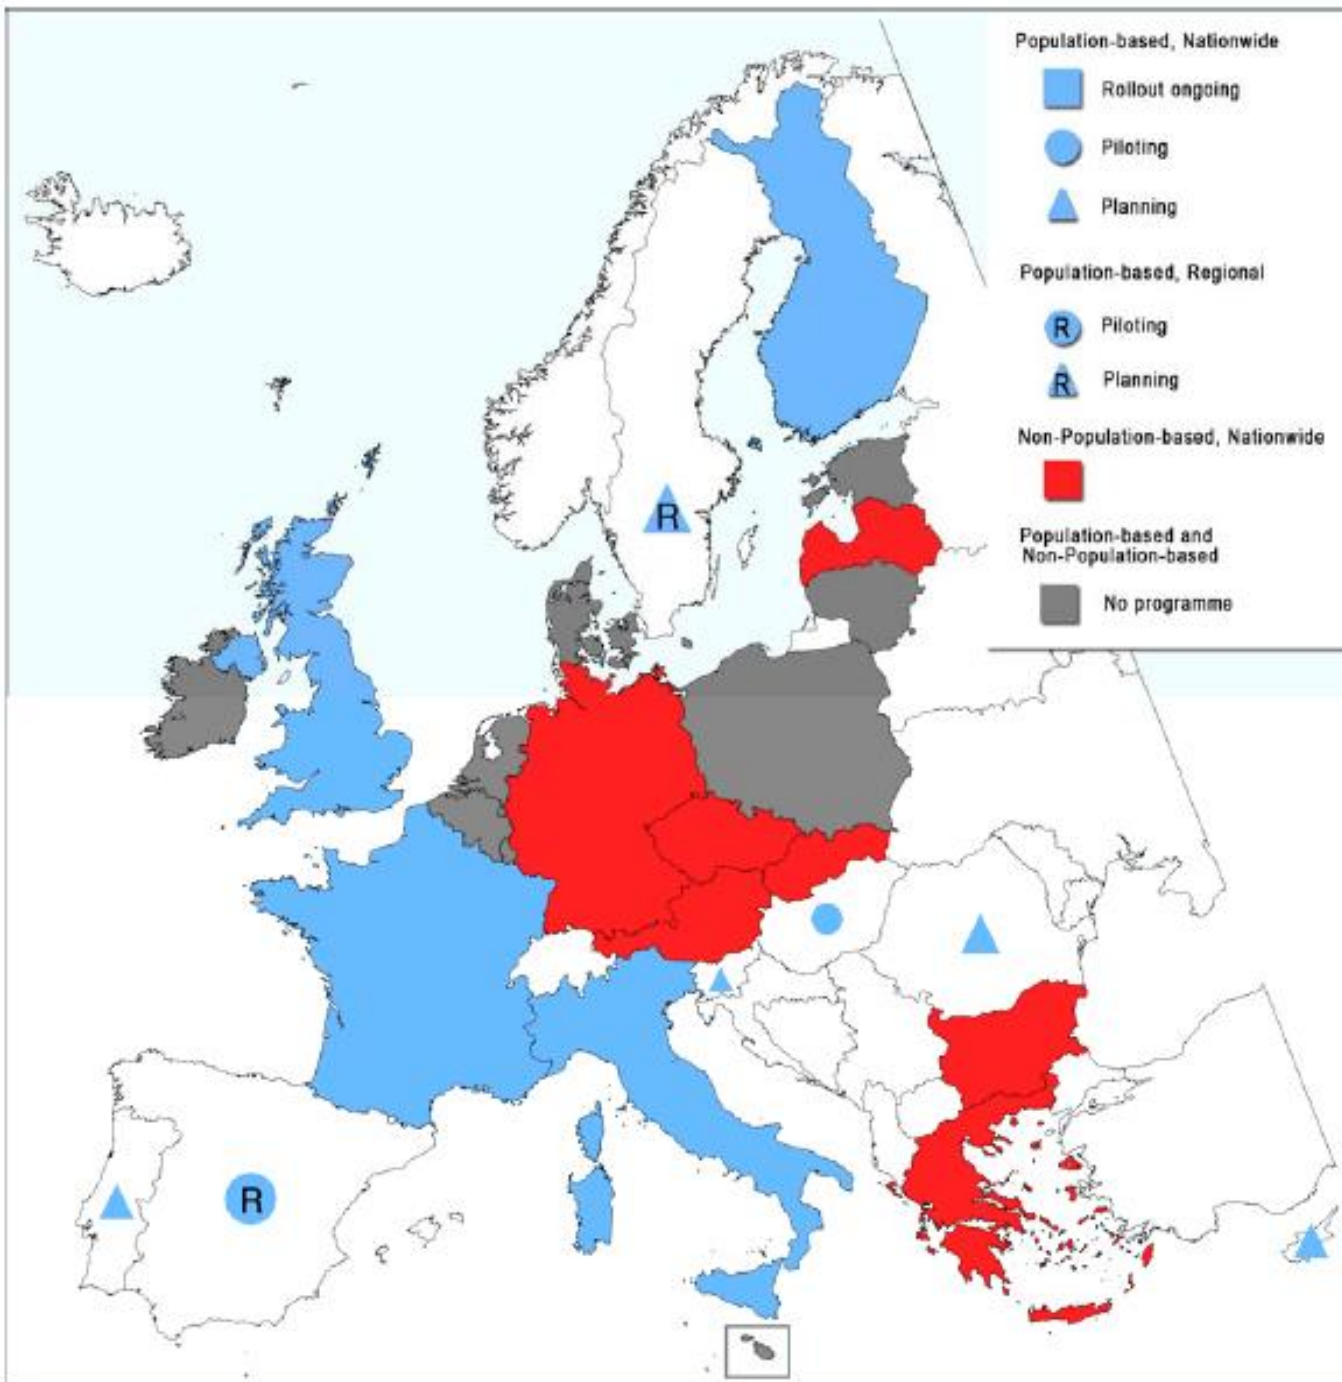 Population-based, Nationwide
Rollout ongoing
Piloting
Planning
Population-based, Regional
R Piloting
R Planning
Non-Population-based, Nationwide
Population-based and
Non-Population-based
No programme
R
R